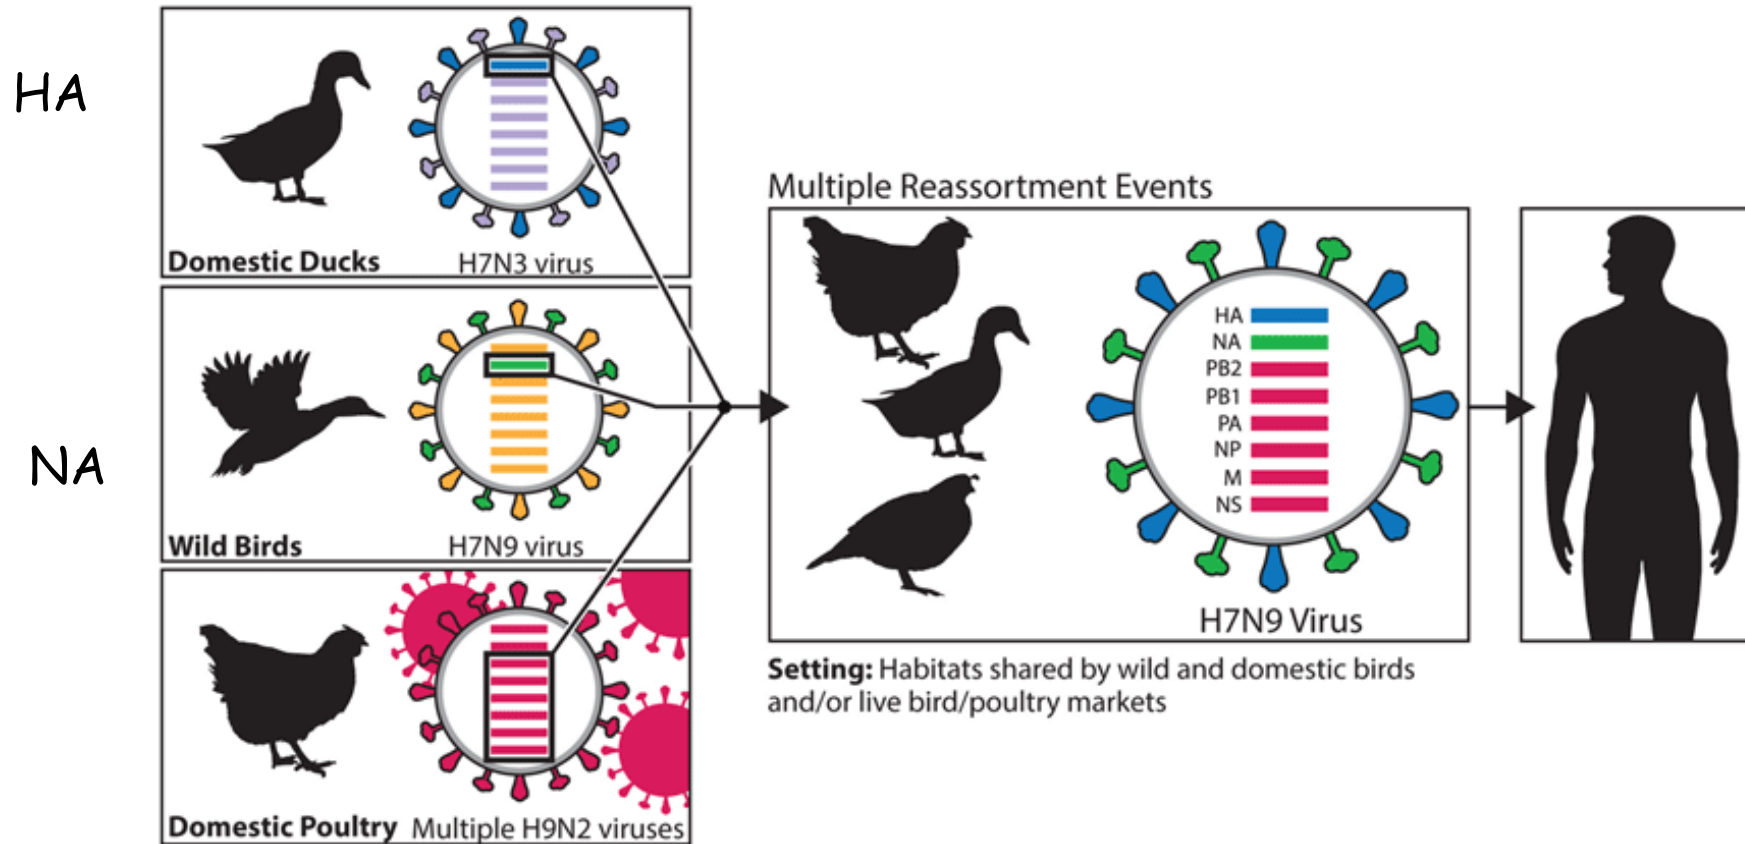 HA
Domestic Ducks H7N3 virus
NA
Wild Birds H7N9 virus
Domestic Poultry Multiple H9N2 viruses
Multiple Reassortment Events
HA
NA
PB2
PB1
PA
NP
M
NS
H7N9 Virus
Setting: Habitats shared by wild and domestic birds
and/or live bird/poultry markets